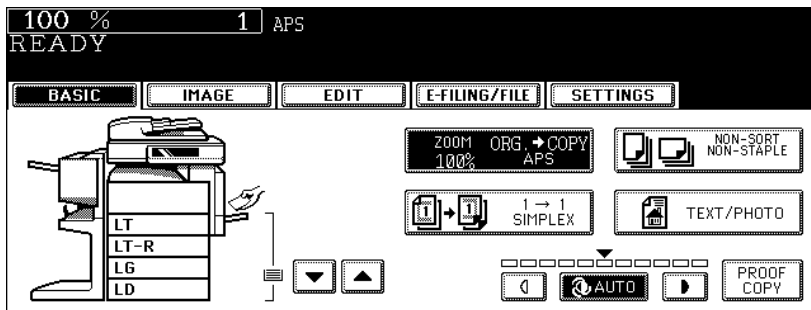 100 % 1 APS
READY
BASIC IMAGE EDIT E-FILING/FILE SETTINGS
ZOOM ORG.→COPY
100% APS
NON-SORT
NON-STAPLE
1 → 1
SIMPLEX
TEXT/PHOTO
LT
LT-R
LG
LD
AUTO
PROOF
COPY